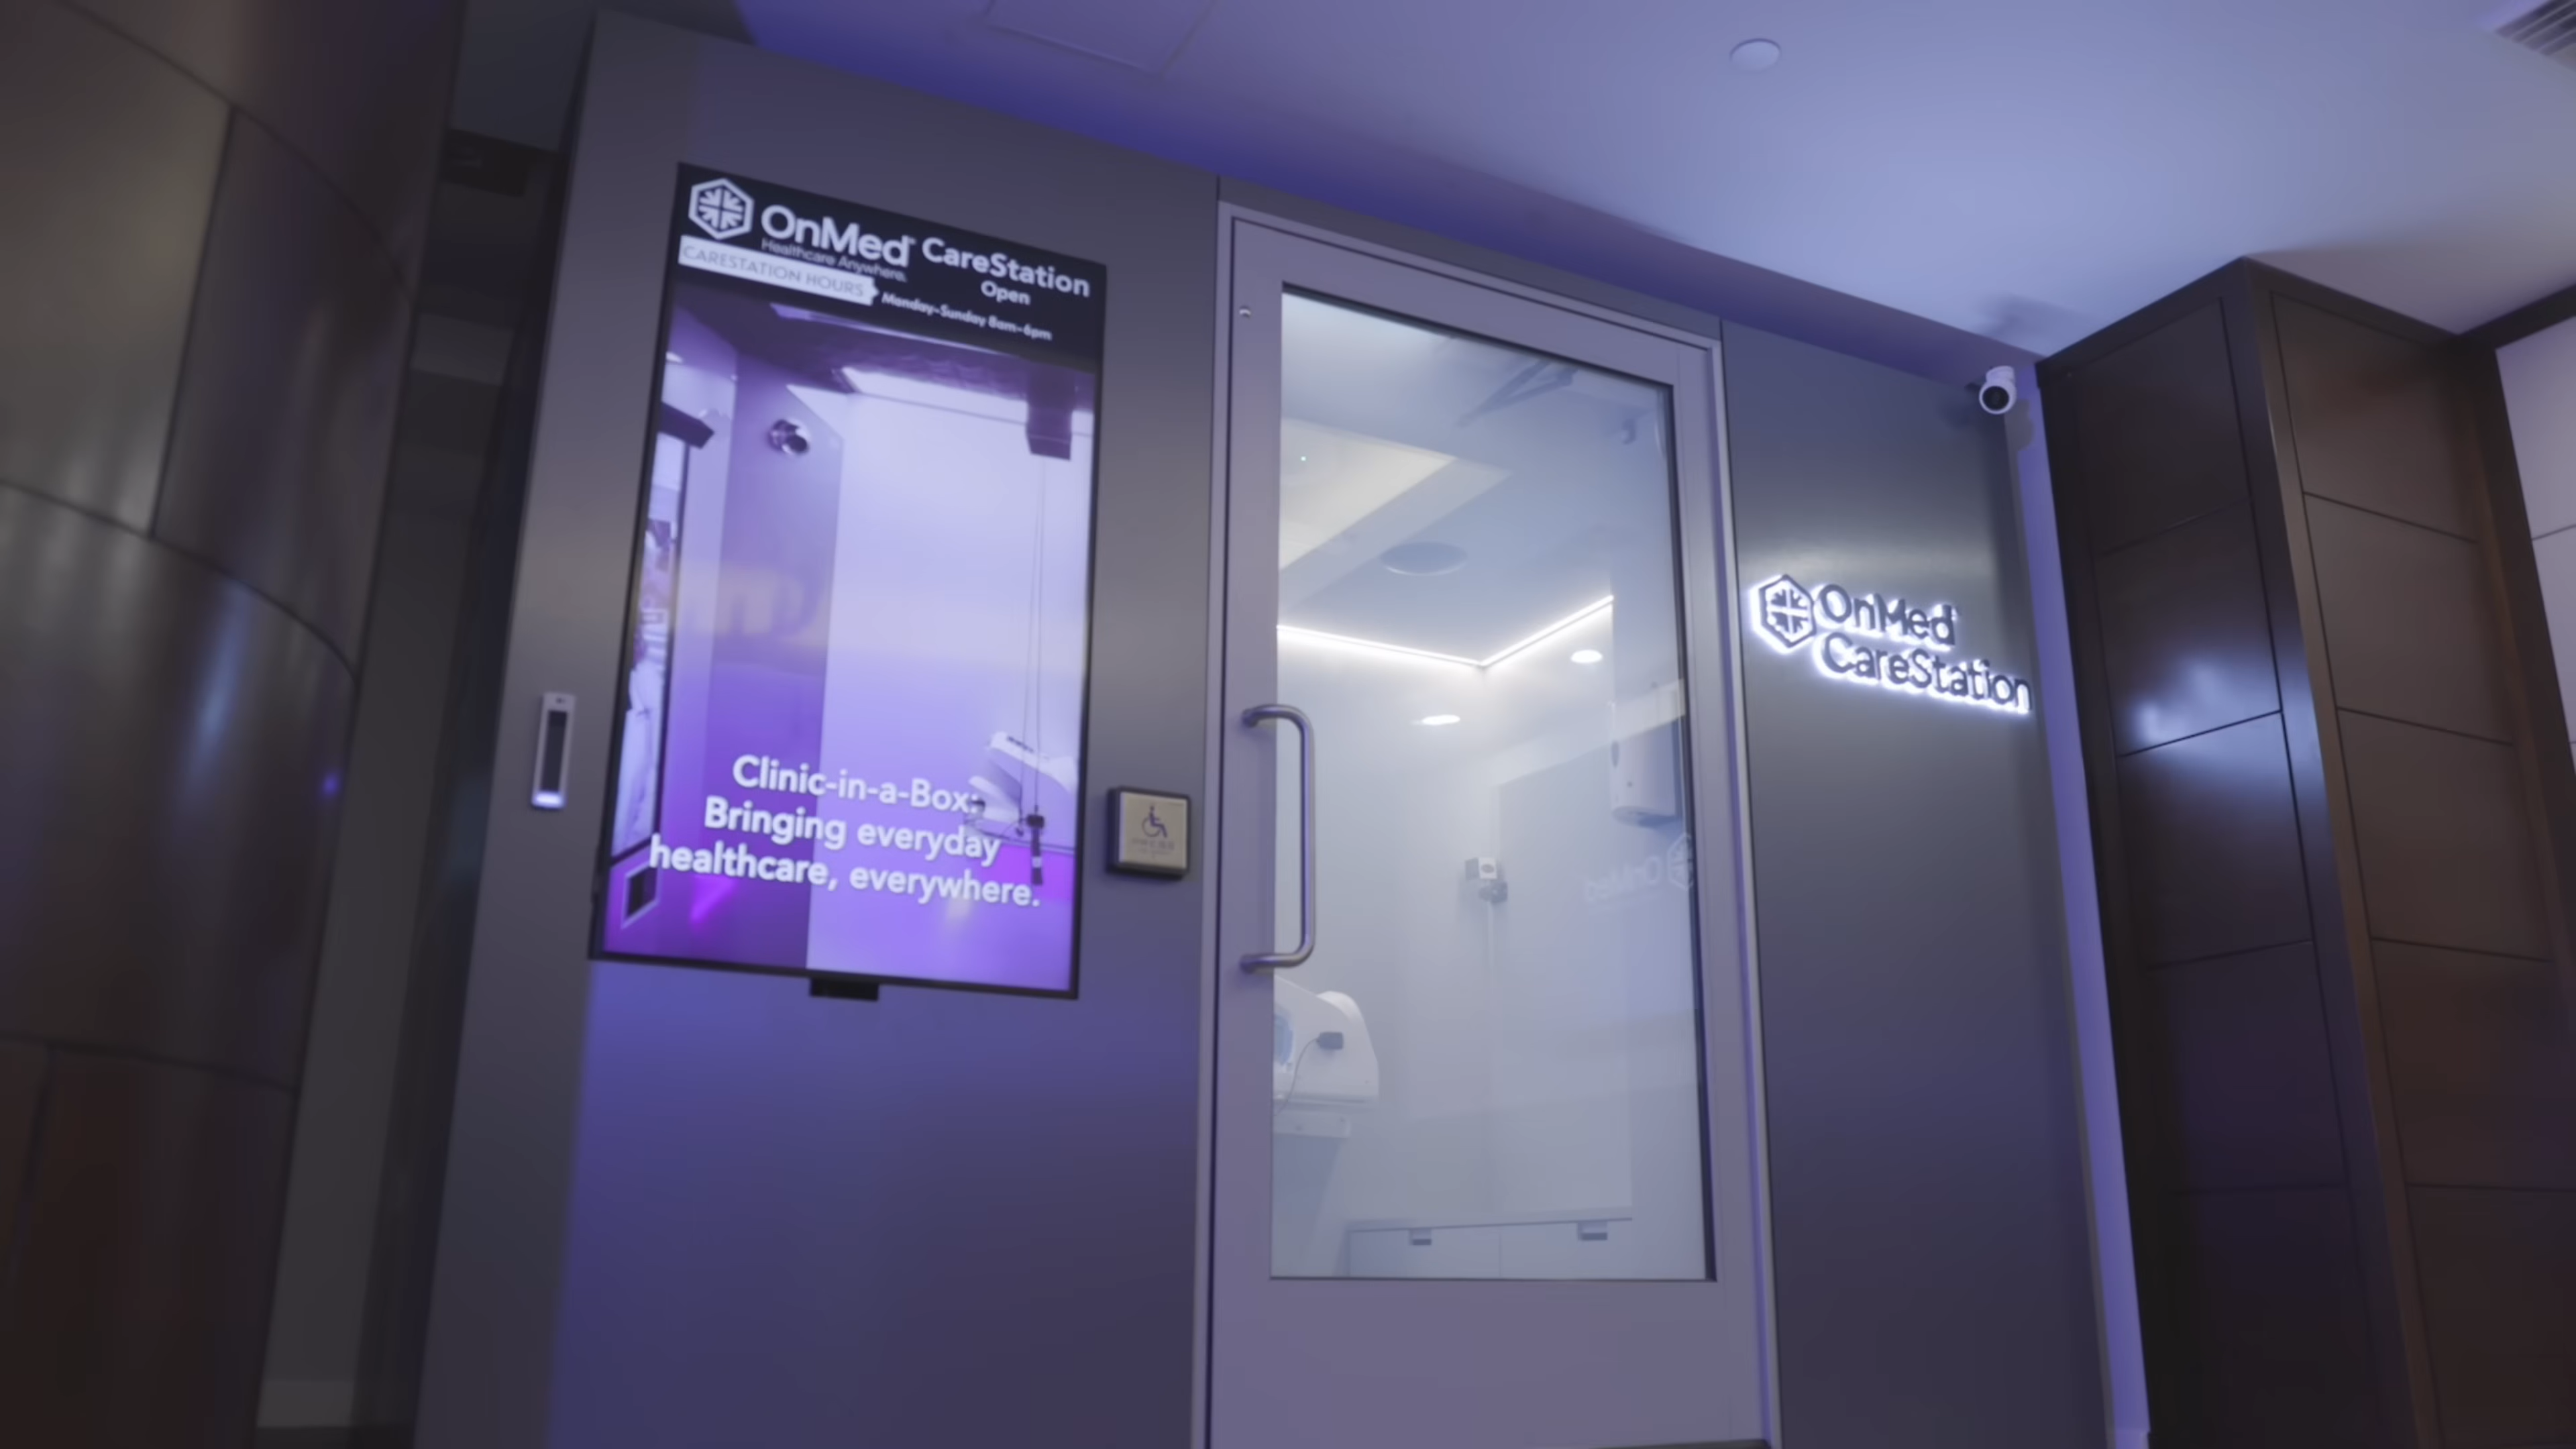 OnMed CareStation
Healthcare Anywhere.
Open
CARESTATION HOURS
Monday-Sunday 8am-6pm
Clinic-in-a-Box:
Bringing everyday
healthcare, everywhere.
OnMed
CareStation
OnMed